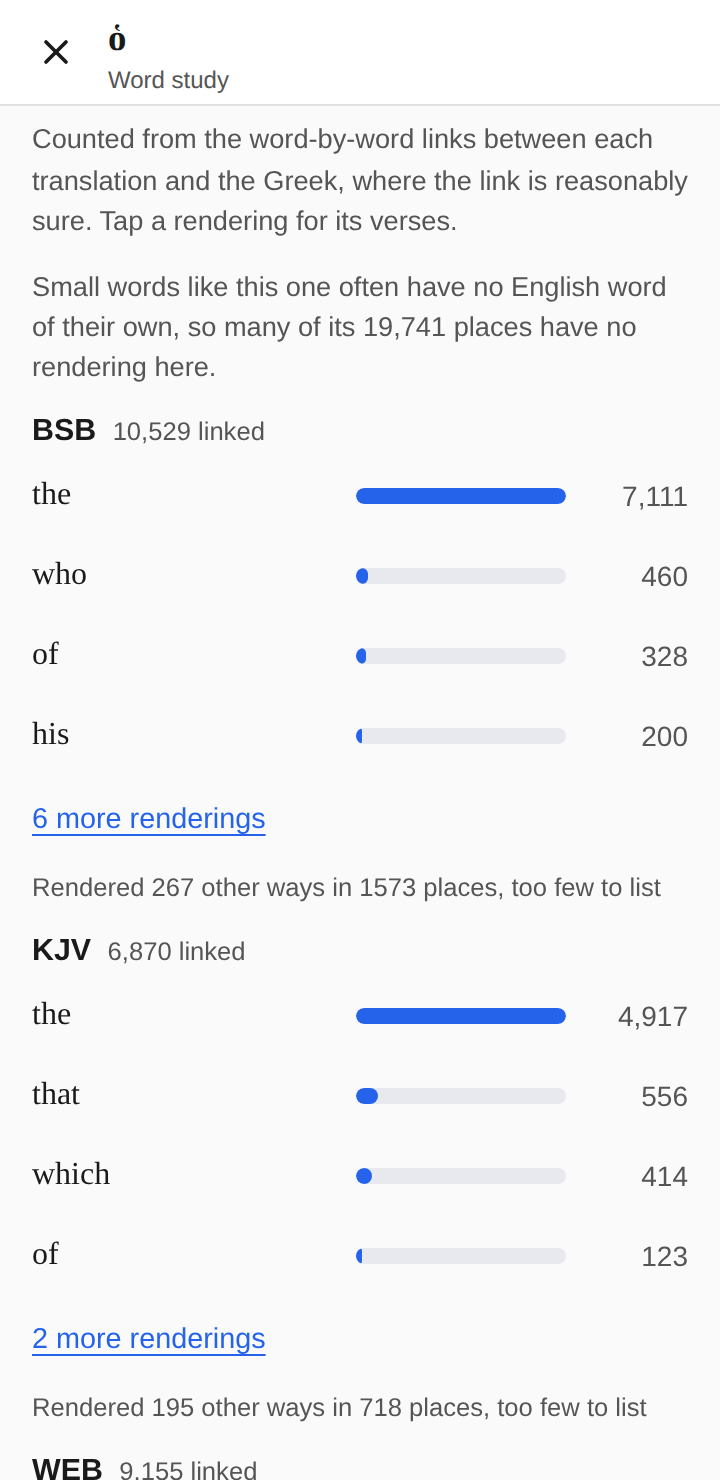 ὁ
Word study
Counted from the word-by-word links between each
translation and the Greek, where the link is reasonably
sure. Tap a rendering for its verses.
Small words like this one often have no English word
of their own, so many of its 19,741 places have no
rendering here.
BSB 10,529 linked
the 7,111
who 460
of 328
his 200
6 more renderings
Rendered 267 other ways in 1573 places, too few to list
KJV 6,870 linked
the 4,917
that 556
which 414
of 123
2 more renderings
Rendered 195 other ways in 718 places, too few to list
WEB 9,155 linked